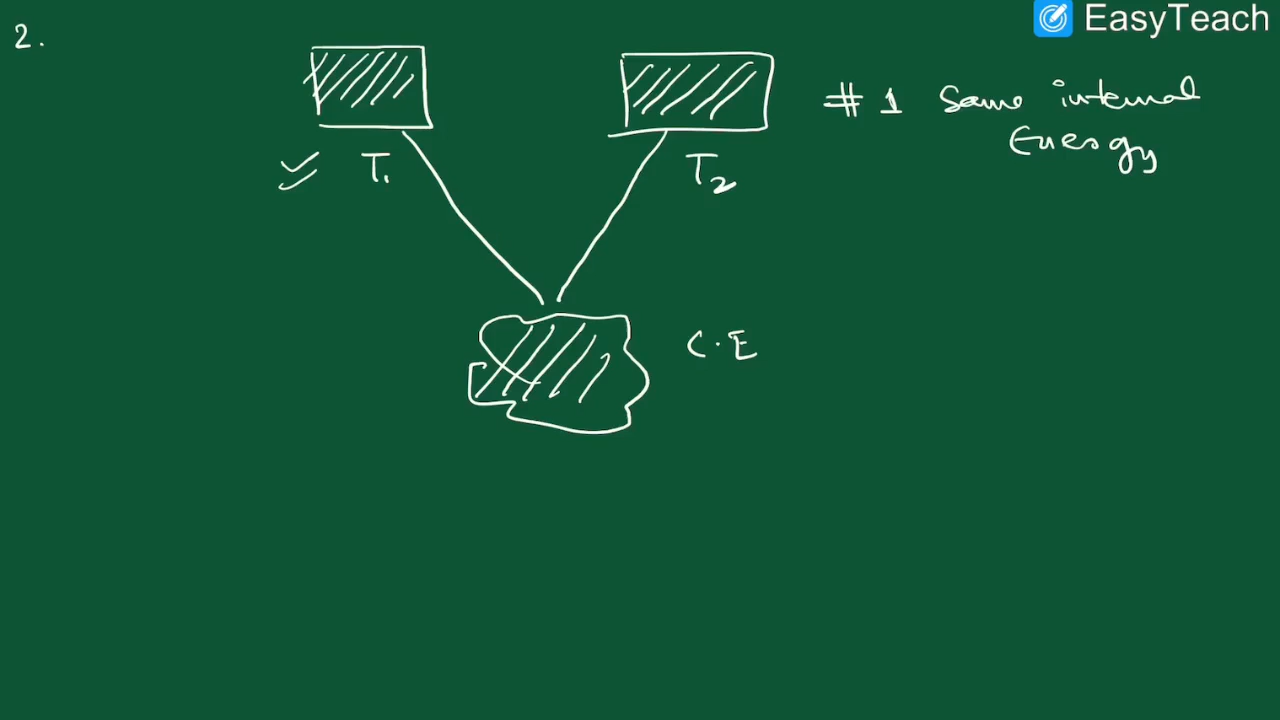 2.
EasyTeach
T1
T2
# 1 Same internal
Energy
C.E